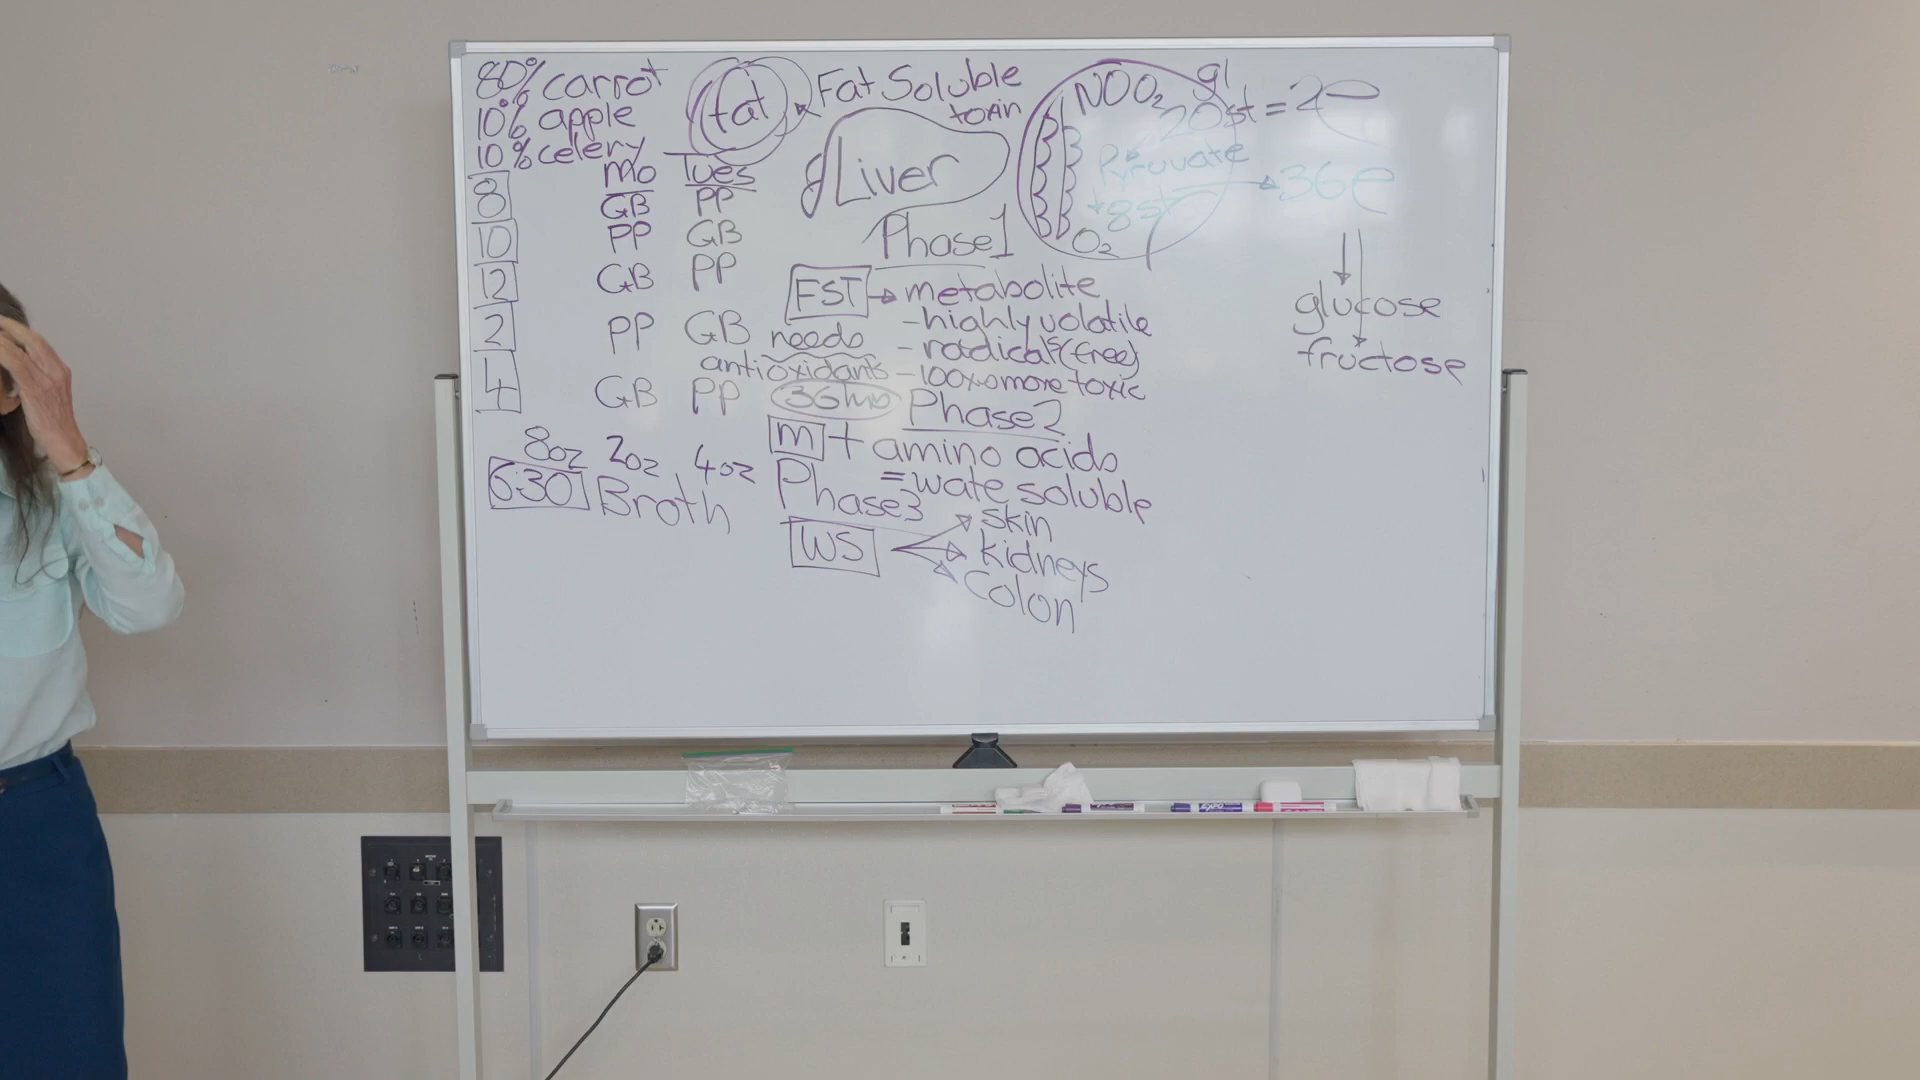 80% carrot
10% apple
10% celery
Mo Tues
8 GB PP
10 PP GB
12 GB PP
2 PP GB
4 GB PP
8oz 2oz 4oz
6:30 Broth
fat
Fat Soluble
toxin
Liver
Phase 1
FST → metabolite
- highly volatile
needs - radicals (free)
antioxidants - 100x more toxic
Phase 2
m + amino acids
= wate soluble
Phase 3
WS
skin
kidneys
Colon
NO O2
gl
20st = 2e
Pyruvate
8st → 36e
O2
glucose
fructose
EXPO